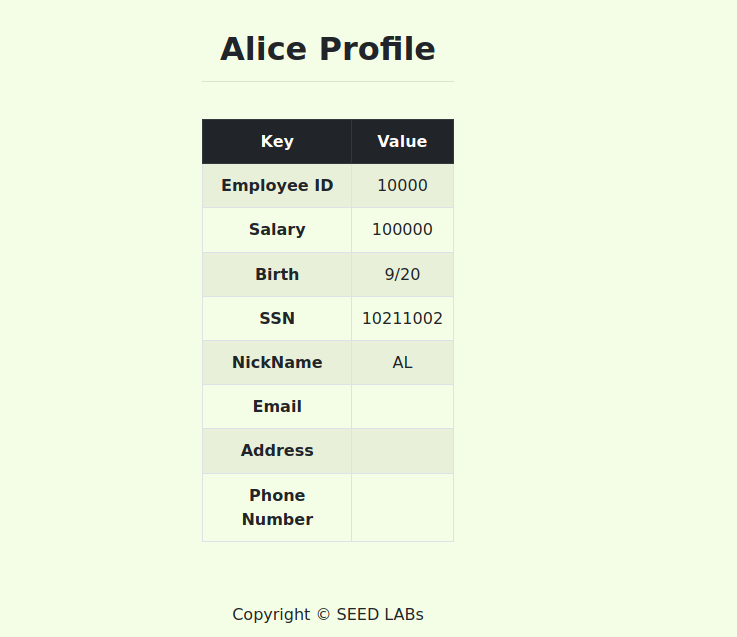 Alice Profile
Key Value
Employee ID 10000
Salary 100000
Birth 9/20
SSN 10211002
NickName AL
Email
Address
Phone
Number
Copyright © SEED LABs